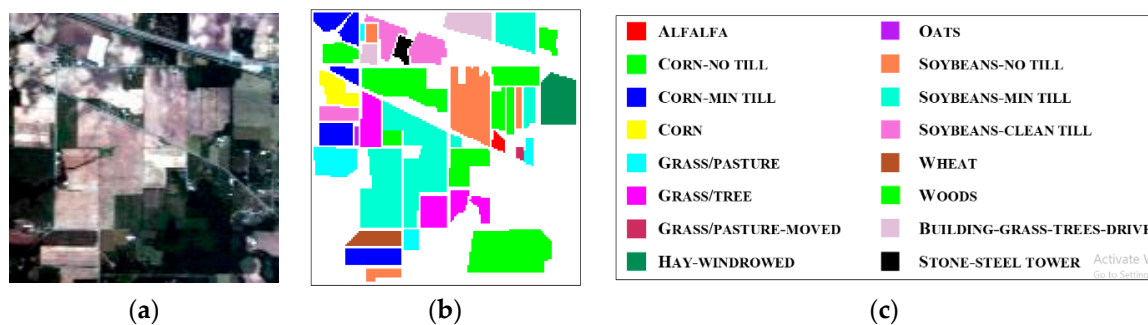 ALFALFA
CORN-NO TILL
CORN-MIN TILL
CORN
GRASS/PASTURE
GRASS/TREE
GRASS/PASTURE-MOVED
HAY-WINDROWED
OATS
SOYBEANS-NO TILL
SOYBEANS-MIN TILL
SOYBEANS-CLEAN TILL
WHEAT
WOODS
BUILDING-GRASS-TREES-DRIVE
STONE-STEEL TOWER
Activate W
Go to Setting
(a) (b) (c)